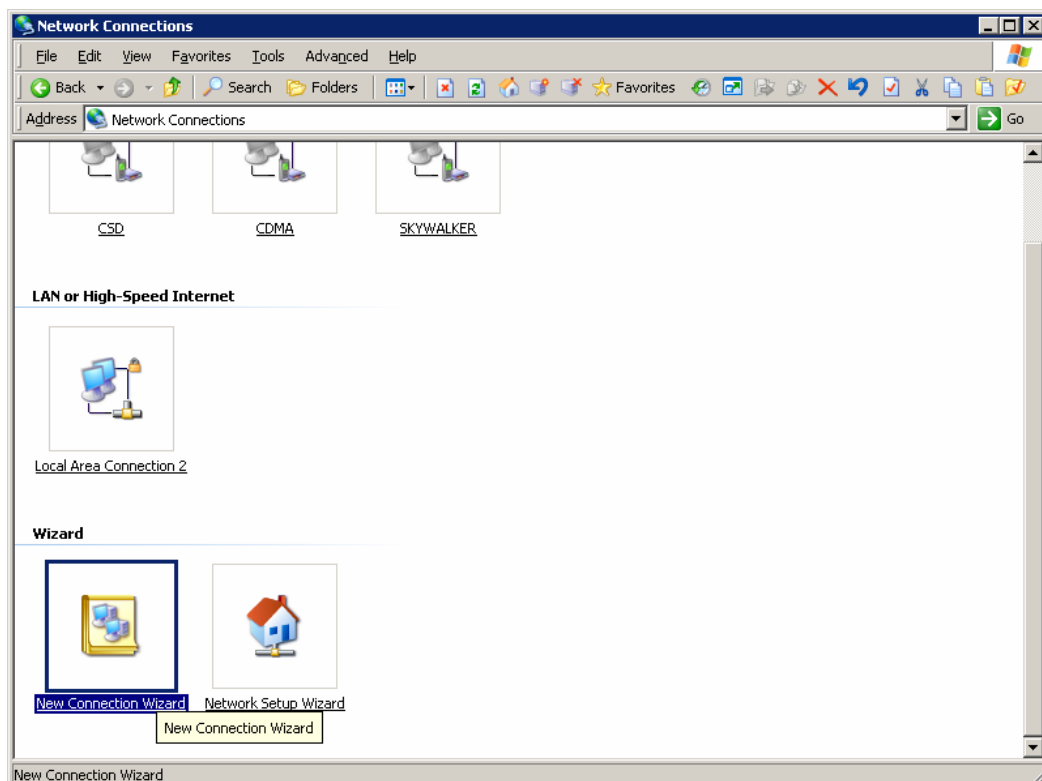 Network Connections
File Edit View Favorites Tools Advanced Help
Back Search Folders Favorites
Address Network Connections Go
CSD CDMA SKYWALKER
LAN or High-Speed Internet
Local Area Connection 2
Wizard
New Connection Wizard Network Setup Wizard
New Connection Wizard
New Connection Wizard